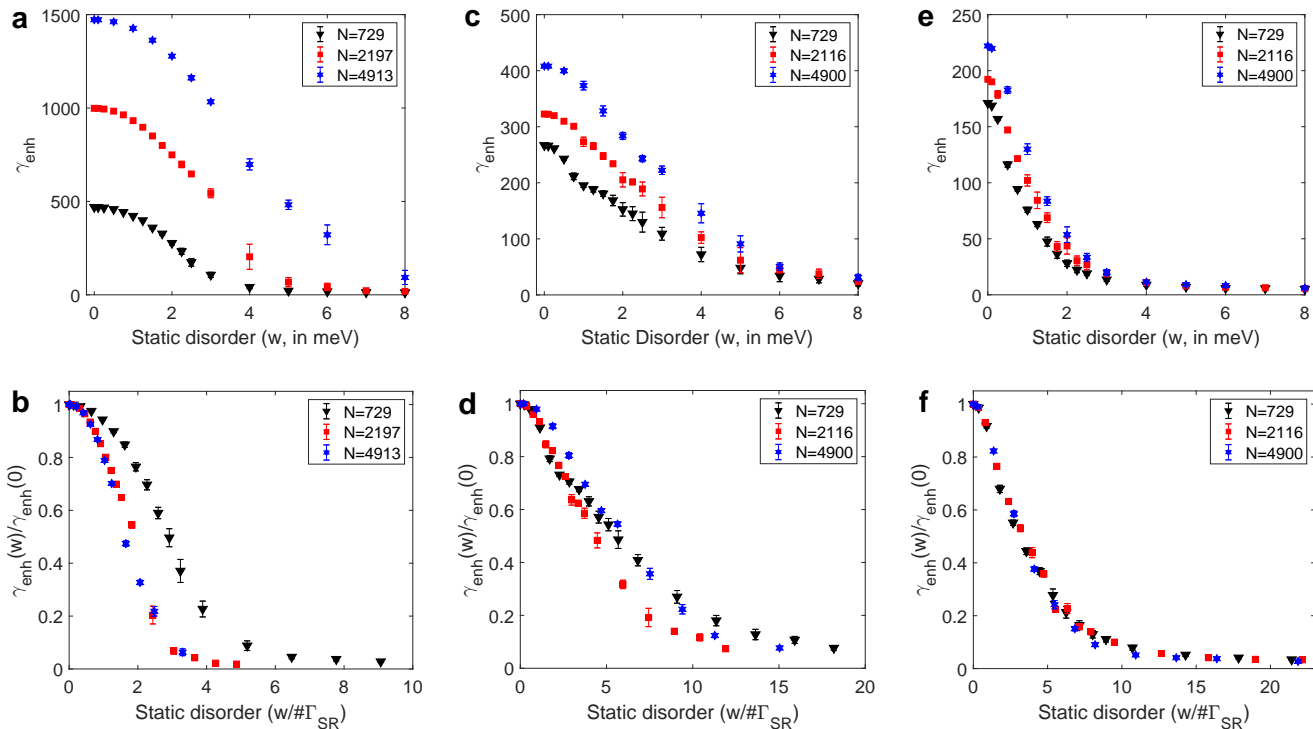 a
1500
1000
500
0
γenh
0 2 4 6 8
Static disorder (w, in meV)
N=729
N=2197
N=4913
c
500
400
300
200
100
0
γenh
0 2 4 6 8
Static Disorder (w, in meV)
N=729
N=2116
N=4900
e
250
200
150
100
50
0
γenh
0 2 4 6 8
Static disorder (w, in meV)
N=729
N=2116
N=4900
b
1
0.8
0.6
0.4
0.2
0
γenh(w)/γenh(0)
0 2 4 6 8 10
Static disorder (w/#ΓSR)
N=729
N=2197
N=4913
d
1
0.8
0.6
0.4
0.2
0
γenh(w)/γenh(0)
0 5 10 15 20
Static disorder (w/#ΓSR)
N=729
N=2116
N=4900
f
1
0.8
0.6
0.4
0.2
0
γenh(w)/γenh(0)
0 5 10 15 20
Static disorder (w/#ΓSR)
N=729
N=2116
N=4900